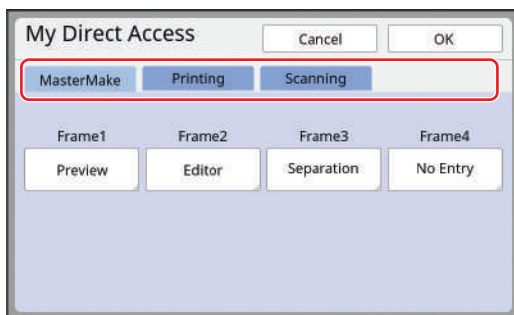 My Direct Access Cancel OK
MasterMake Printing Scanning
Frame1 Frame2 Frame3 Frame4
Preview Editor Separation No Entry